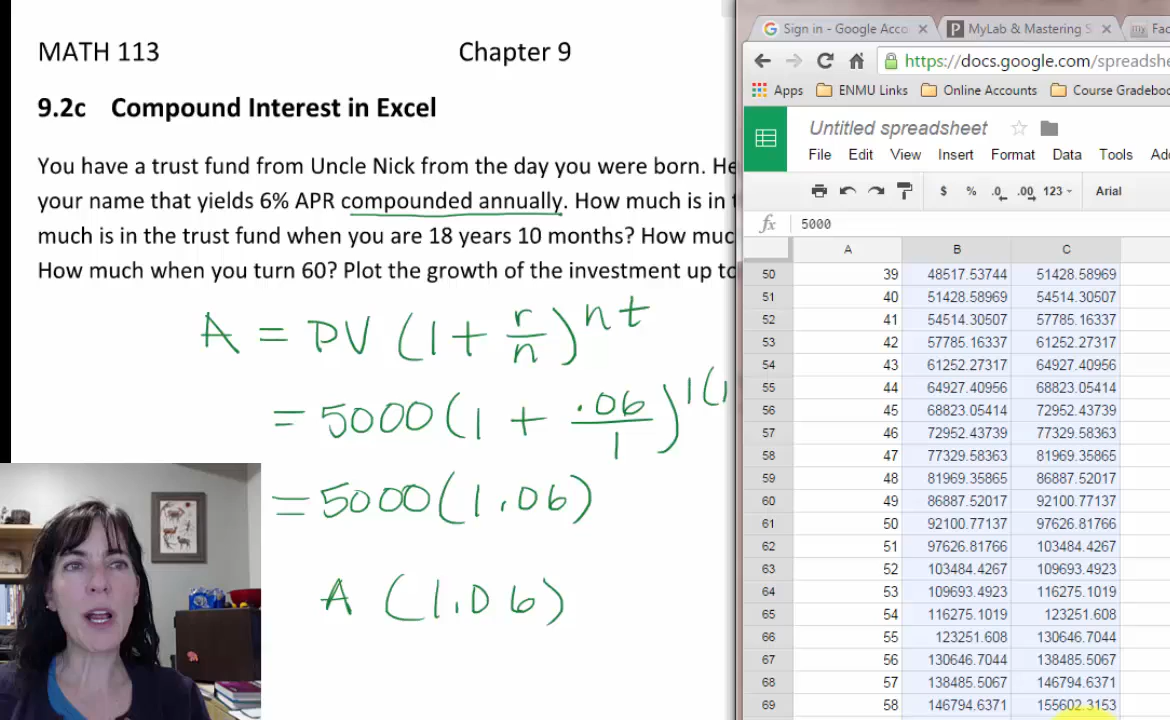 MATH 113 Chapter 9
9.2c Compound Interest in Excel
You have a trust fund from Uncle Nick from the day you were born. He
your name that yields 6% APR compounded annually. How much is in
much is in the trust fund when you are 18 years 10 months? How muc
How much when you turn 60? Plot the growth of the investment up to
A = PV (1 + r/n)^nt
= 5000 (1 + .06/1)^1(1
= 5000 (1.06)
A (1.06)
Sign in - Google Acco × MyLab & Mastering S × my Fac
https://docs.google.com/spreadshe
Apps ENMU Links Online Accounts Course Gradeboo
Untitled spreadsheet
File Edit View Insert Format Data Tools Ad
$ % .0 .00 123 Arial
fx 5000
A B C
50 39 48517.53744 51428.58969
51 40 51428.58969 54514.30507
52 41 54514.30507 57785.16337
53 42 57785.16337 61252.27317
54 43 61252.27317 64927.40956
55 44 64927.40956 68823.05414
56 45 68823.05414 72952.43739
57 46 72952.43739 77329.58363
58 47 77329.58363 81969.35865
59 48 81969.35865 86887.52017
60 49 86887.52017 92100.77137
61 50 92100.77137 97626.81766
62 51 97626.81766 103484.4267
63 52 103484.4267 109693.4923
64 53 109693.4923 116275.1019
65 54 116275.1019 123251.608
66 55 123251.608 130646.7044
67 56 130646.7044 138485.5067
68 57 138485.5067 146794.6371
69 58 146794.6371 155602.3153